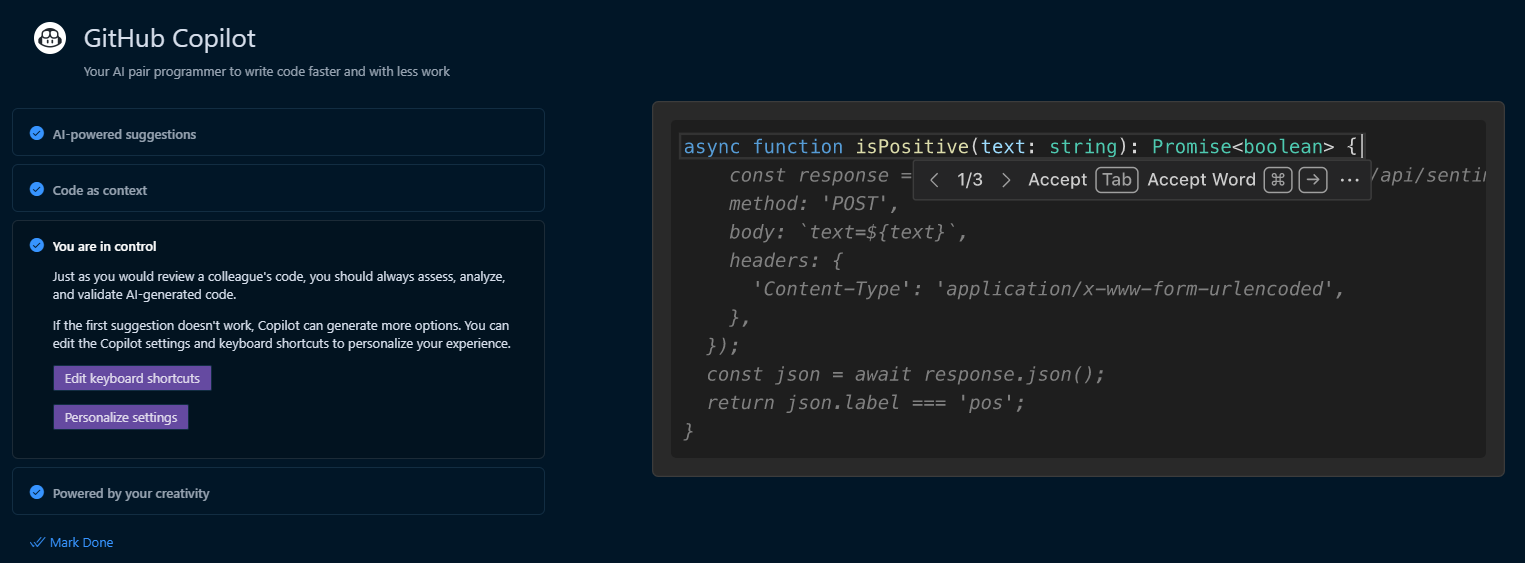 GitHub Copilot
Your AI pair programmer to write code faster and with less work
AI-powered suggestions
Code as context
You are in control
Just as you would review a colleague's code, you should always assess, analyze,
and validate AI-generated code.
If the first suggestion doesn't work, Copilot can generate more options. You can
edit the Copilot settings and keyboard shortcuts to personalize your experience.
Edit keyboard shortcuts
Personalize settings
Powered by your creativity
Mark Done
async function isPositive(text: string): Promise<boolean> {
const response =
/api/senti
1/3 Accept Tab Accept Word ⌘ → ···
method: 'POST',
body: `text=${text}`,
headers: {
'Content-Type': 'application/x-www-form-urlencoded',
},
});
const json = await response.json();
return json.label === 'pos';
}